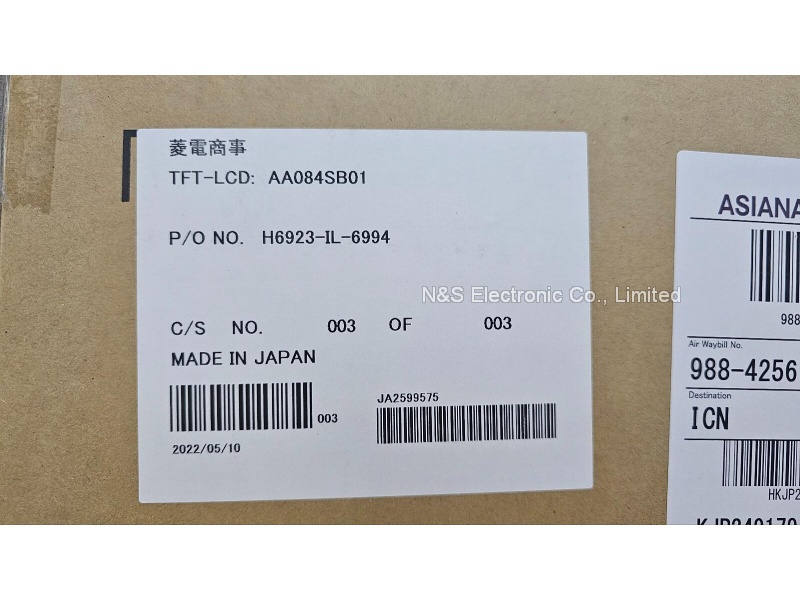 菱電商事
TFT-LCD: AA084SB01
P/O NO. H6923-IL-6994
C/S NO. 003 OF 003
MADE IN JAPAN
003
2022/05/10
JA2599575
N&S Electronic Co., Limited
ASIANA
988
Air Waybill No.
988-4256
Destination
ICN
HKJP2